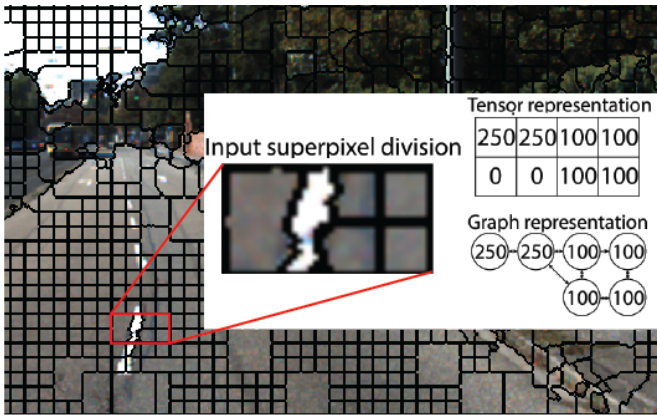 Input superpixel division
Tensor representation
250 250 100 100
0 0 100 100
Graph representation
250 250 100 100
100 100